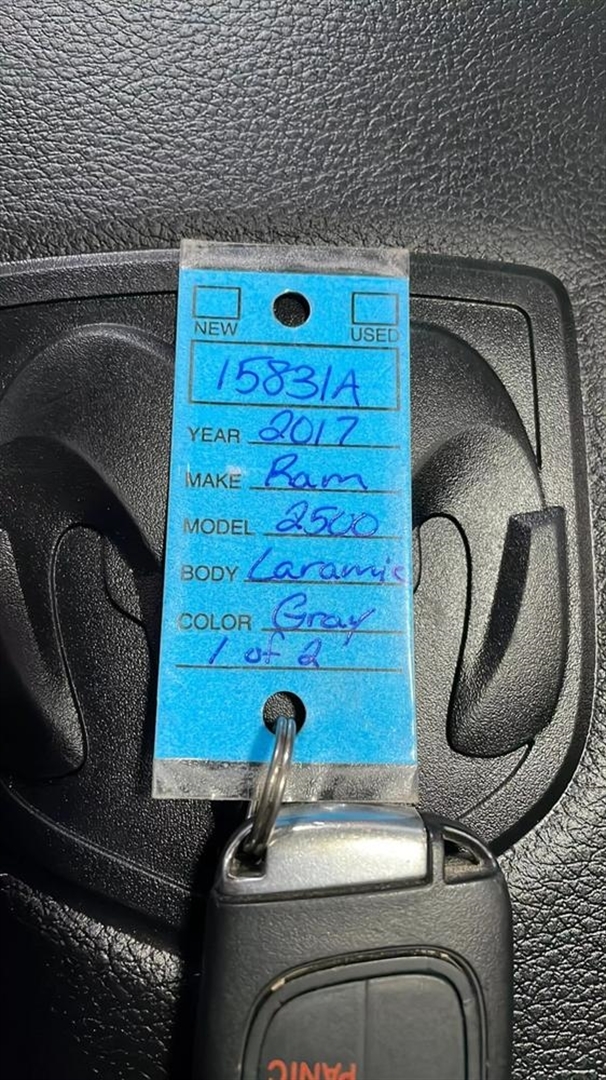 NEW USED
15831A
YEAR 2017
MAKE Ram
MODEL 2500
BODY Laramie
COLOR Gray
1 of 2
PANIC